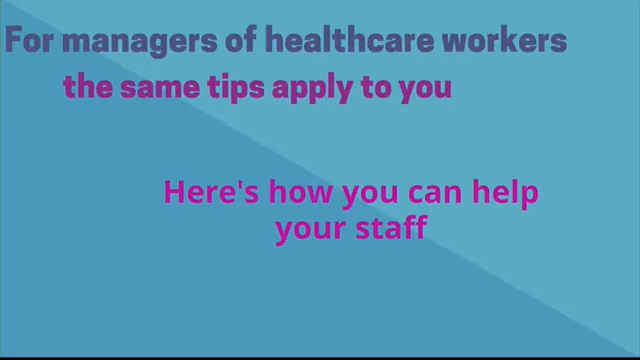 For managers of healthcare workers
the same tips apply to you
Here's how you can help
your staff